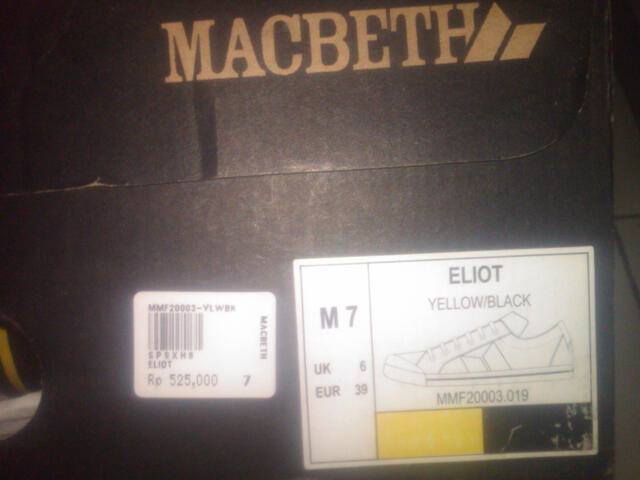 MACBETH
MMF20003-YLWBK
SP9XH8
ELIOT
Rp 525,000 7
MACBETH
ELIOT
YELLOW/BLACK
M 7
UK 6
EUR 39
MMF20003.019